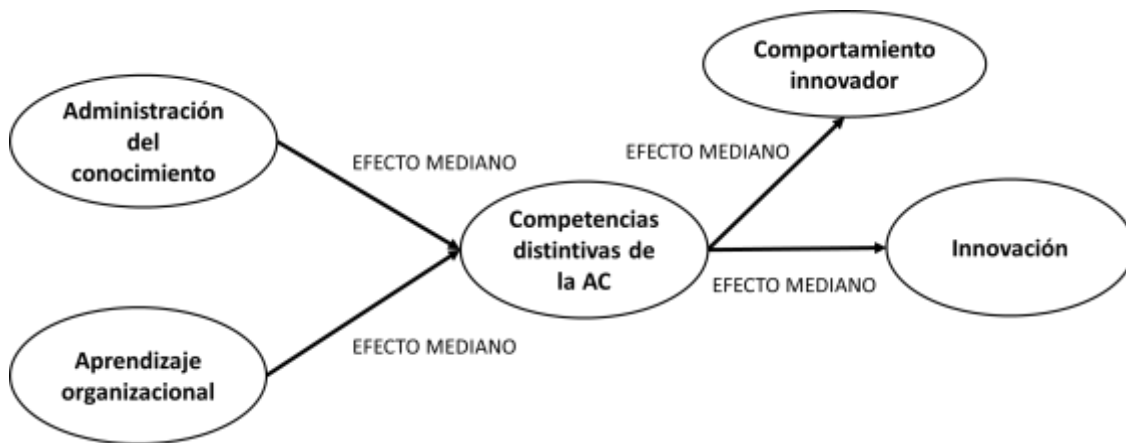 Comportamiento
innovador
Administración
del
conocimiento
EFECTO MEDIANO
EFECTO MEDIANO
Competencias
distintivas de
la AC
Innovación
EFECTO MEDIANO
EFECTO MEDIANO
Aprendizaje
organizacional